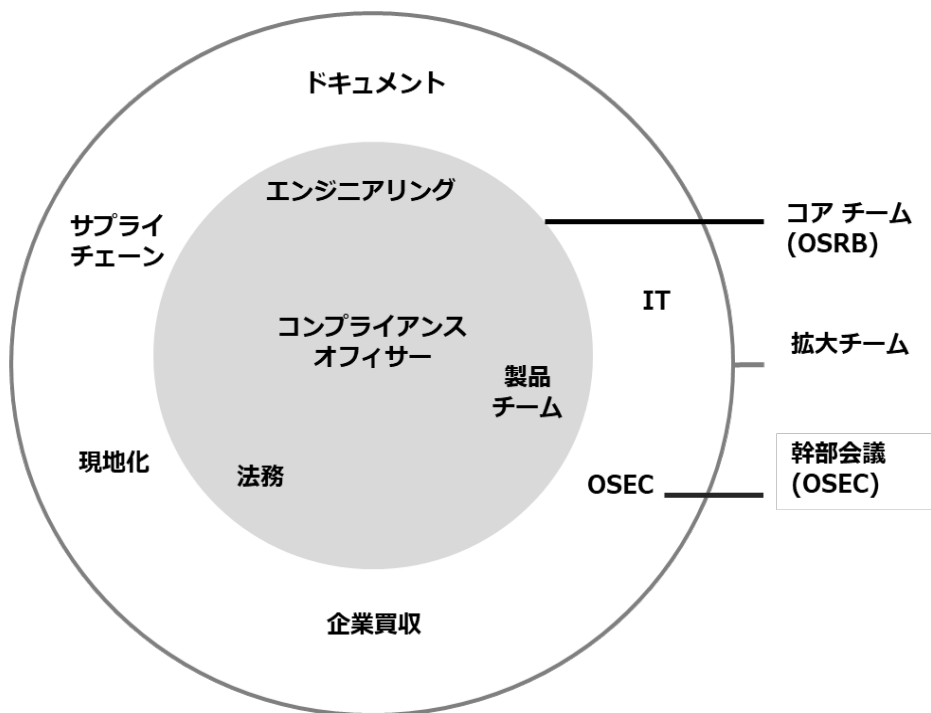 ドキュメント
エンジニアリング
サプライ
チェーン
コア チーム
(OSRB)
IT
コンプライアンス
オフィサー
拡大チーム
製品
チーム
現地化
法務
OSEC
幹部会議
(OSEC)
企業買収